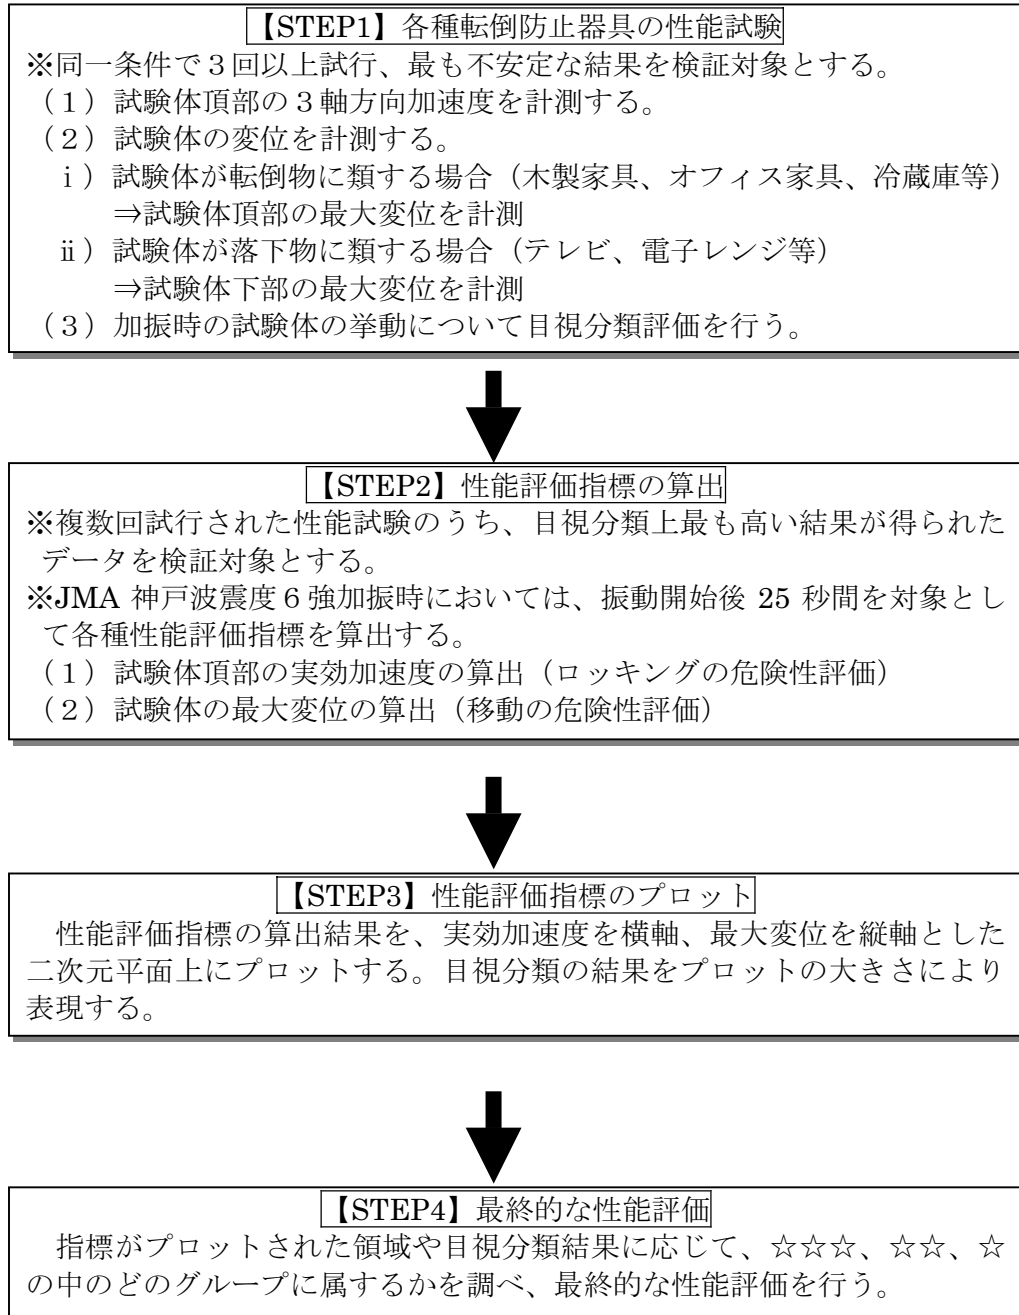 【STEP1】各種転倒防止器具の性能試験
※同一条件で３回以上試行、最も不安定な結果を検証対象とする。
（１）試験体頂部の３軸方向加速度を計測する。
（２）試験体の変位を計測する。
ⅰ）試験体が転倒物に類する場合（木製家具、オフィス家具、冷蔵庫等）
⇒試験体頂部の最大変位を計測
ⅱ）試験体が落下物に類する場合（テレビ、電子レンジ等）
⇒試験体下部の最大変位を計測
（３）加振時の試験体の挙動について目視分類評価を行う。
【STEP2】性能評価指標の算出
※複数回試行された性能試験のうち、目視分類上最も高い結果が得られた
データを検証対象とする。
※JMA 神戸波震度６強加振時においては、振動開始後 25 秒間を対象とし
て各種性能評価指標を算出する。
（１）試験体頂部の実効加速度の算出（ロッキングの危険性評価）
（２）試験体の最大変位の算出（移動の危険性評価）
【STEP3】性能評価指標のプロット
性能評価指標の算出結果を、実効加速度を横軸、最大変位を縦軸とした
二次元平面上にプロットする。目視分類の結果をプロットの大きさにより
表現する。
【STEP4】最終的な性能評価
指標がプロットされた領域や目視分類結果に応じて、☆☆☆、☆☆、☆
の中のどのグループに属するかを調べ、最終的な性能評価を行う。